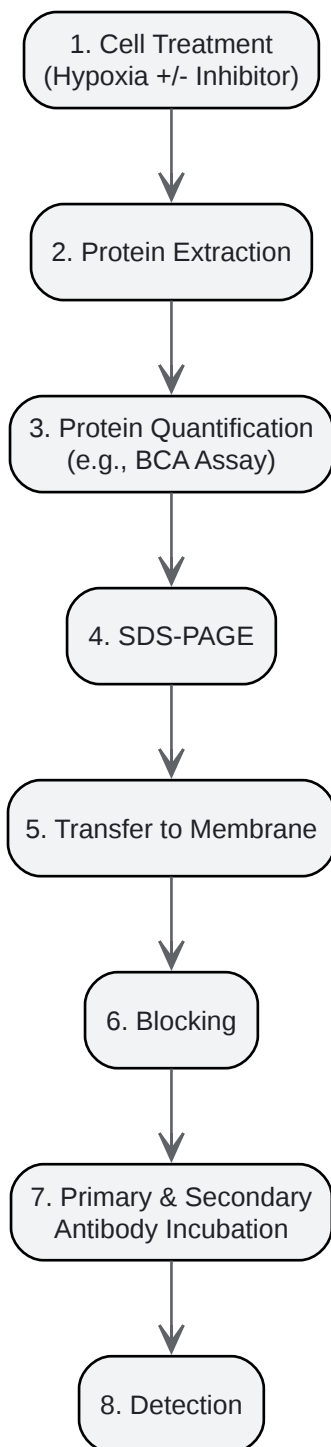 1. Cell Treatment
(Hypoxia +/- Inhibitor)
2. Protein Extraction
3. Protein Quantification
(e.g., BCA Assay)
4. SDS-PAGE
5. Transfer to Membrane
6. Blocking
7. Primary & Secondary
Antibody Incubation
8. Detection